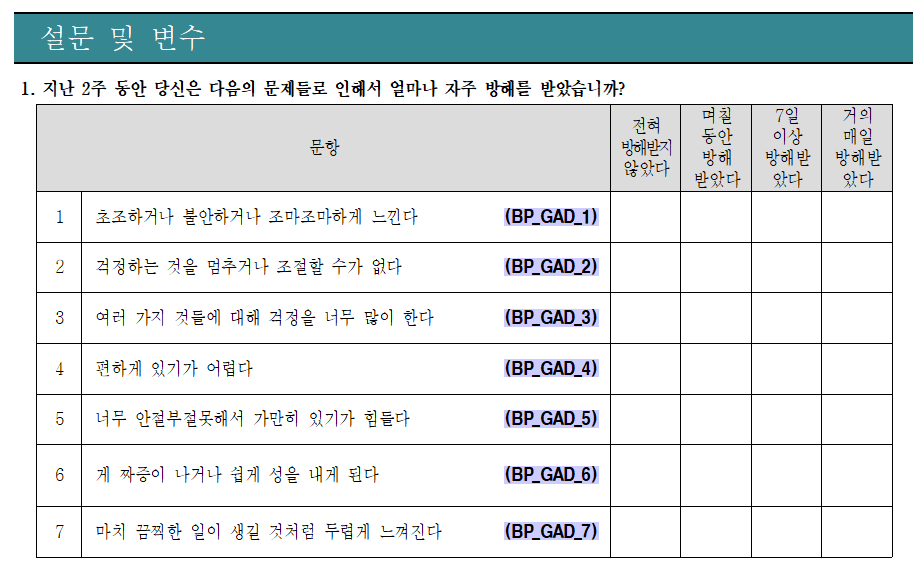 설문 및 변수
1. 지난 2주 동안 당신은 다음의 문제들로 인해서 얼마나 자주 방해를 받았습니까?
문항
전혀
방해받지
않았다
며칠
동안
방해
받았다
7일
이상
방해받
았다
거의
매일
방해받
았다
1 초조하거나 불안하거나 조마조마하게 느낀다 (BP_GAD_1)
2 걱정하는 것을 멈추거나 조절할 수가 없다 (BP_GAD_2)
3 여러 가지 것들에 대해 걱정을 너무 많이 한다 (BP_GAD_3)
4 편하게 있기가 어렵다 (BP_GAD_4)
5 너무 안절부절못해서 가만히 있기가 힘들다 (BP_GAD_5)
6 게 짜증이 나거나 쉽게 성을 내게 된다 (BP_GAD_6)
7 마치 끔찍한 일이 생길 것처럼 두렵게 느껴진다 (BP_GAD_7)